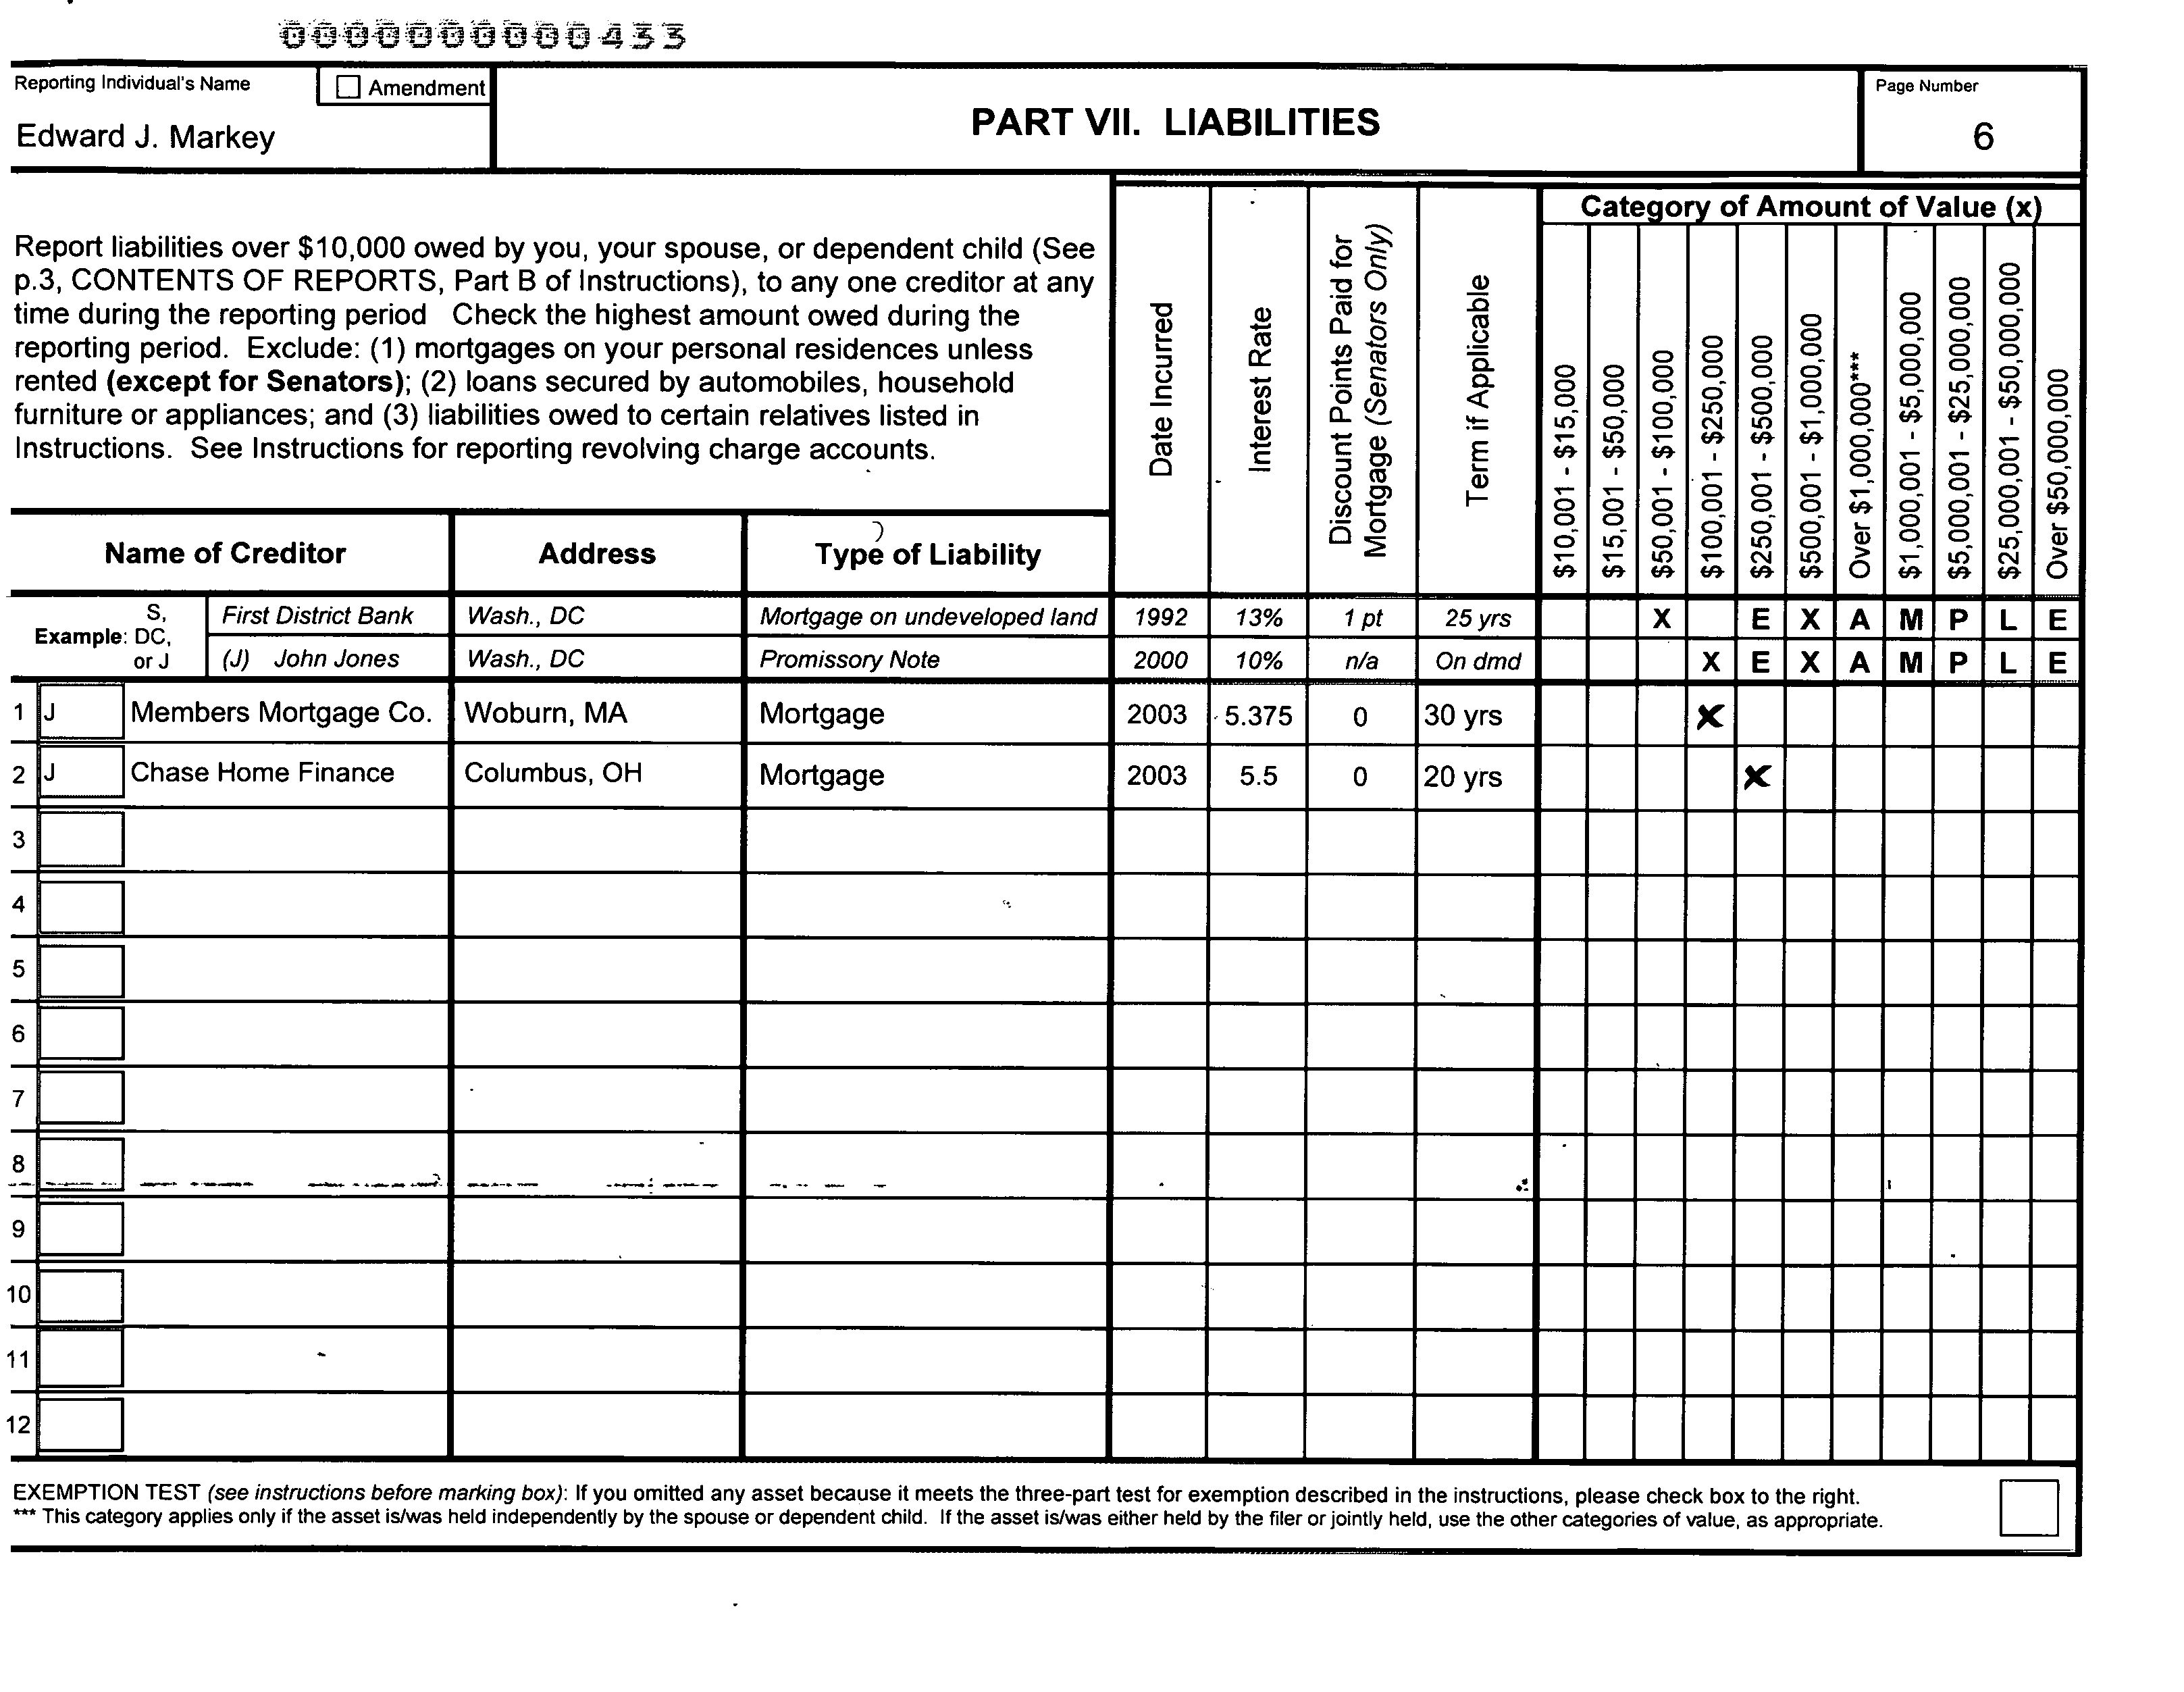 0000000000433
Reporting Individual's Name
Amendment
Edward J. Markey
PART VII. LIABILITIES
Page Number
6
Report liabilities over $10,000 owed by you, your spouse, or dependent child (See
p.3, CONTENTS OF REPORTS, Part B of Instructions), to any one creditor at any
time during the reporting period Check the highest amount owed during the
reporting period. Exclude: (1) mortgages on your personal residences unless
rented (except for Senators); (2) loans secured by automobiles, household
furniture or appliances; and (3) liabilities owed to certain relatives listed in
Instructions. See Instructions for reporting revolving charge accounts.
Date Incurred
Interest Rate
Discount Points Paid for
Mortgage (Senators Only)
Term if Applicable
Category of Amount of Value (x)
$10,001 - $15,000
$15,001 - $50,000
$50,001 - $100,000
$100,001 - $250,000
$250,001 - $500,000
$500,001 - $1,000,000
Over $1,000,000***
$1,000,001 - $5,000,000
$5,000,001 - $25,000,000
$25,000,001 - $50,000,000
Over $50,000,000
Name of Creditor Address Type of Liability
Example: S, DC, or J
First District Bank Wash., DC Mortgage on undeveloped land 1992 13% 1 pt 25 yrs X E X A M P L E
(J) John Jones Wash., DC Promissory Note 2000 10% n/a On dmd X E X A M P L E
1 J Members Mortgage Co. Woburn, MA Mortgage 2003 5.375 0 30 yrs X
2 J Chase Home Finance Columbus, OH Mortgage 2003 5.5 0 20 yrs X
3
4
5
6
7
8
9
10
11
12
EXEMPTION TEST (see instructions before marking box): If you omitted any asset because it meets the three-part test for exemption described in the instructions, please check box to the right.
*** This category applies only if the asset is/was held independently by the spouse or dependent child. If the asset is/was either held by the filer or jointly held, use the other categories of value, as appropriate.